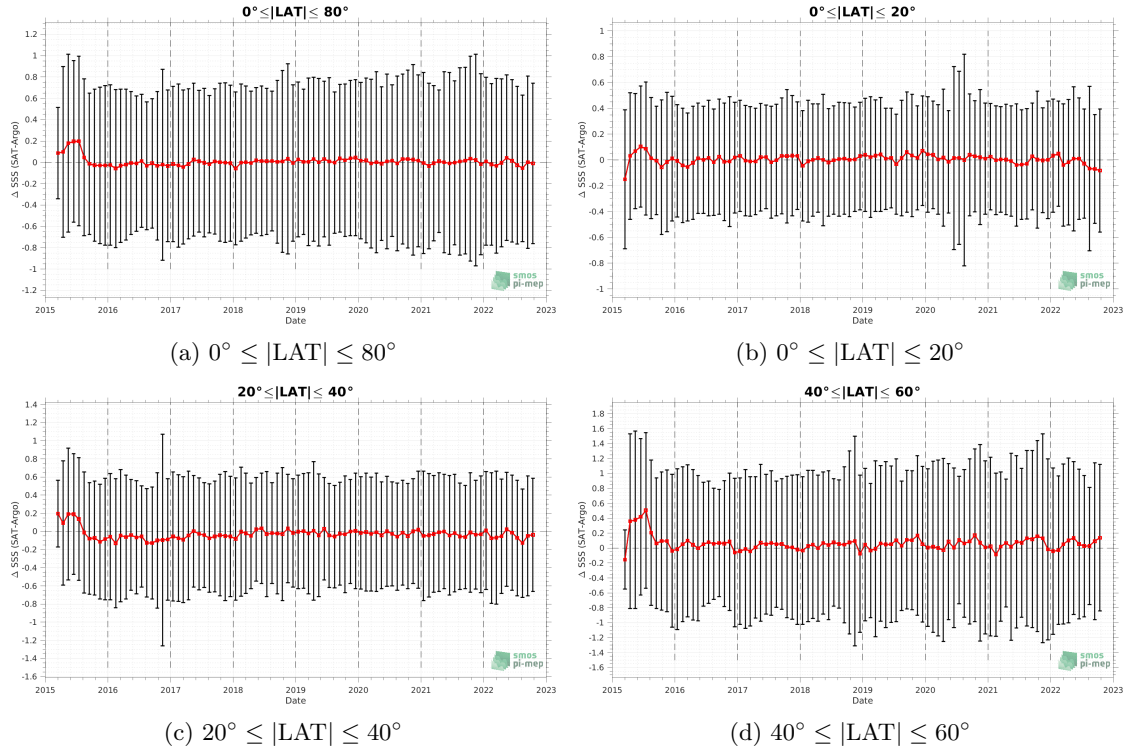 0°≤|LAT|≤ 80°
1.2
1
0.8
0.6
0.4
0.2
0
-0.2
-0.4
-0.6
-0.8
-1
-1.2
Δ SSS (SAT-Argo)
2015 2016 2017 2018 2019 2020 2021 2022 2023
Date
smos
pi-mep
(a) 0° ≤ |LAT| ≤ 80°
0°≤|LAT|≤ 20°
1
0.8
0.6
0.4
0.2
0
-0.2
-0.4
-0.6
-0.8
-1
Δ SSS (SAT-Argo)
2015 2016 2017 2018 2019 2020 2021 2022 2023
Date
smos
pi-mep
(b) 0° ≤ |LAT| ≤ 20°
20°≤|LAT|≤ 40°
1.4
1.2
1
0.8
0.6
0.4
0.2
0
-0.2
-0.4
-0.6
-0.8
-1
-1.2
-1.4
-1.6
Δ SSS (SAT-Argo)
2015 2016 2017 2018 2019 2020 2021 2022 2023
Date
smos
pi-mep
(c) 20° ≤ |LAT| ≤ 40°
40°≤|LAT|≤ 60°
1.8
1.6
1.4
1.2
1
0.8
0.6
0.4
0.2
0
-0.2
-0.4
-0.6
-0.8
-1
-1.2
-1.4
-1.6
Δ SSS (SAT-Argo)
2015 2016 2017 2018 2019 2020 2021 2022 2023
Date
smos
pi-mep
(d) 40° ≤ |LAT| ≤ 60°